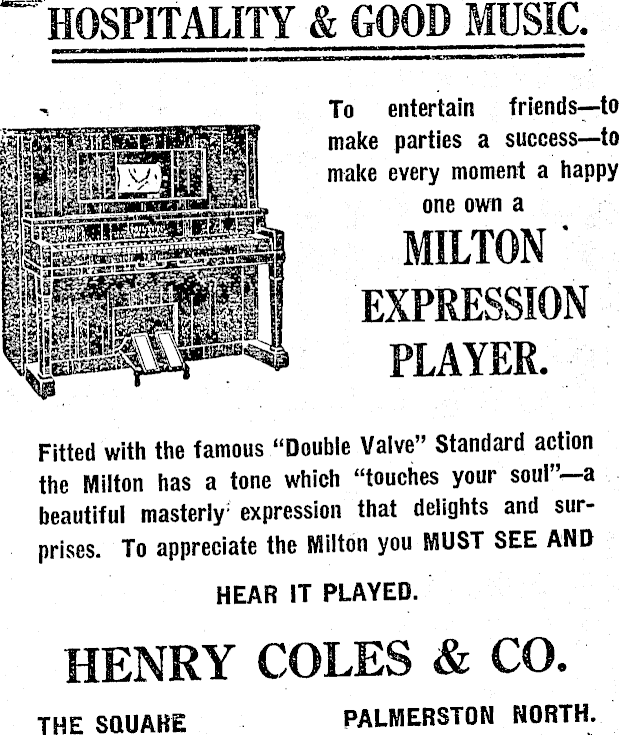 HOSPITALITY & GOOD MUSIC.
To entertain friends—to
make parties a success—to
make every moment a happy
one own a
MILTON
EXPRESSION
PLAYER.
Fitted with the famous "Double Valve" Standard action
the Milton has a tone which "touches your soul"—a
beautiful masterly expression that delights and sur-
prises. To appreciate the Milton you MUST SEE AND
HEAR IT PLAYED.
HENRY COLES & CO.
THE SQUARE PALMERSTON NORTH.